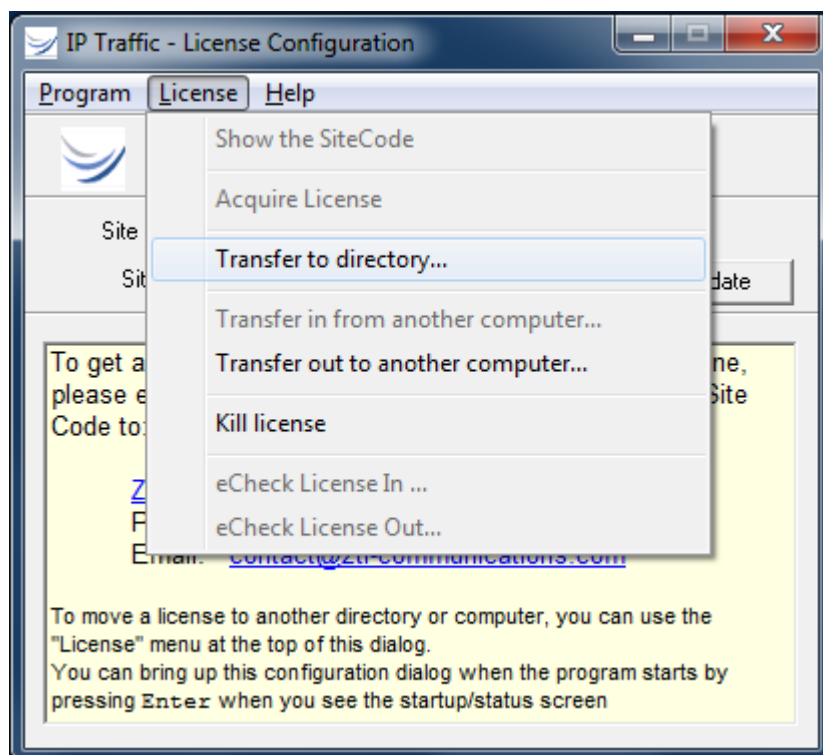 IP Traffic - License Configuration
Program License Help
Show the SiteCode
Acquire License
Site
Transfer to directory...
Sit
date
Transfer in from another computer...
To get a
ne,
Transfer out to another computer...
please e
Site
Code to:
Kill license
eCheck License In ...
eCheck License Out...
Email: contact@zti-communications.com
To move a license to another directory or computer, you can use the
"License" menu at the top of this dialog.
You can bring up this configuration dialog when the program starts by
pressing Enter when you see the startup/status screen